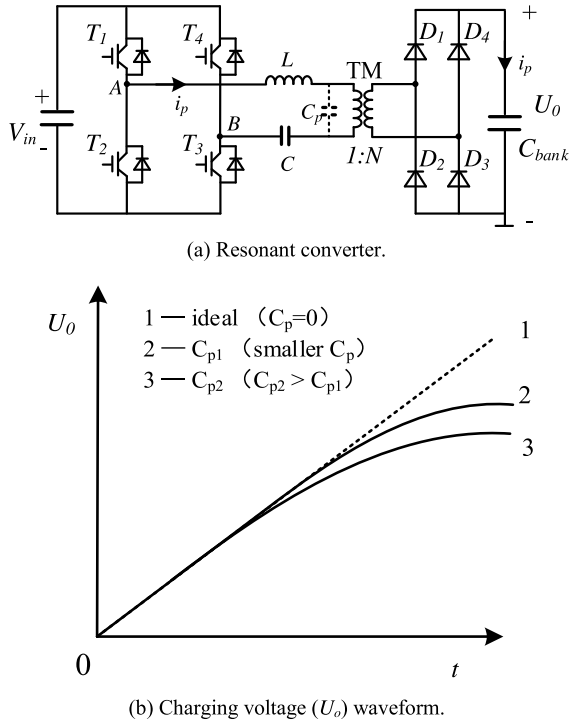 T1
T4
D1
D4
+
L
TM
ip
+
A
ip
Cp
U0
Vin
B
-
T2
T3
C
1:N
D2
D3
Cbank
-
(a) Resonant converter.
U0
1 — ideal （Cp=0）
2 — Cp1 （smaller Cp）
3 — Cp2 （Cp2 > Cp1）
1
2
3
0
t
(b) Charging voltage (Uo) waveform.